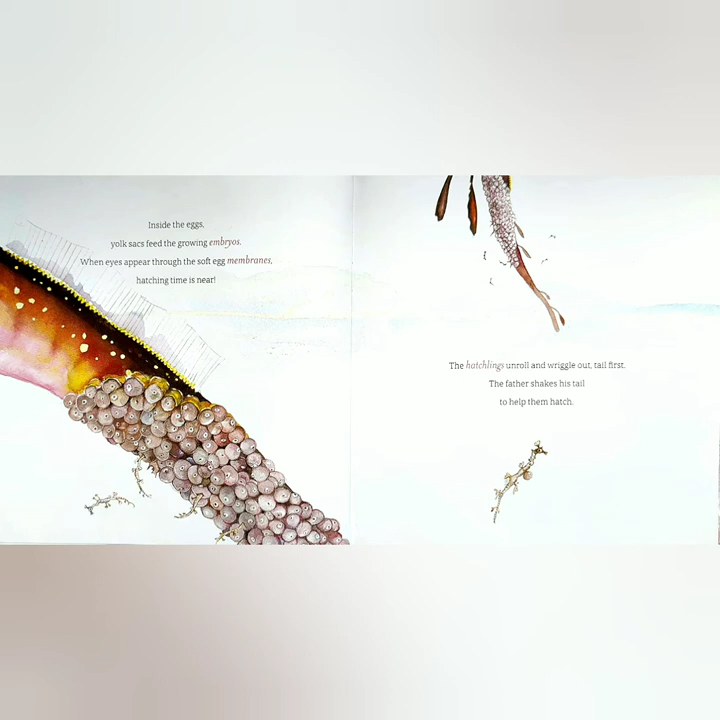 Inside the eggs,
yolk sacs feed the growing embryos.
When eyes appear through the soft egg membranes,
hatching time is near!
The hatchlings unroll and wriggle out, tail first.
The father shakes his tail
to help them hatch.